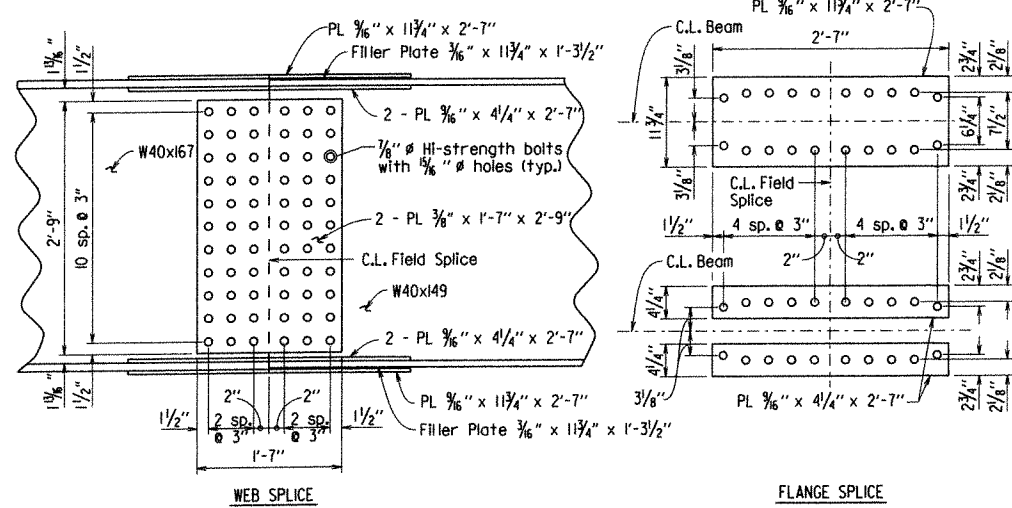 PL 9/16" x 11 3/4" x 2'-7"
Filler Plate 3/16" x 11 3/4" x 1'-3 1/2"
1 13/16"
1 1/2"
2 - PL 9/16" x 4 1/4" x 2'-7"
7/8" ø Hi-strength bolts
with 15/16" ø holes (typ.)
W40x167
2'-9"
10 sp. @ 3"
2 - PL 3/8" x 1'-7" x 2'-9"
C.L. Field Splice
W40x149
2 - PL 9/16" x 4 1/4" x 2'-7"
1 13/16"
1 1/2"
PL 9/16" x 11 3/4" x 2'-7"
Filler Plate 3/16" x 11 3/4" x 1'-3 1/2"
2"
2"
1 1/2"
2 sp.
@ 3"
2 sp.
@ 3"
1 1/2"
1'-7"
WEB SPLICE
PL 9/16" x 11 3/4" x 2'-7"
C.L. Beam
2'-7"
3 1/8"
11 3/4"
3 1/8"
2 3/4"
2 1/8"
6 1/4"
7 1/2"
2 3/4"
2 1/8"
C.L. Field
Splice
1 1/2"
4 sp. @ 3"
4 sp. @ 3"
1 1/2"
2"
2"
C.L. Beam
2 3/4"
2 1/8"
4 1/4"
4 1/4"
3 1/8"
PL 9/16" x 4 1/4" x 2'-7"
2 3/4"
2 1/8"
FLANGE SPLICE